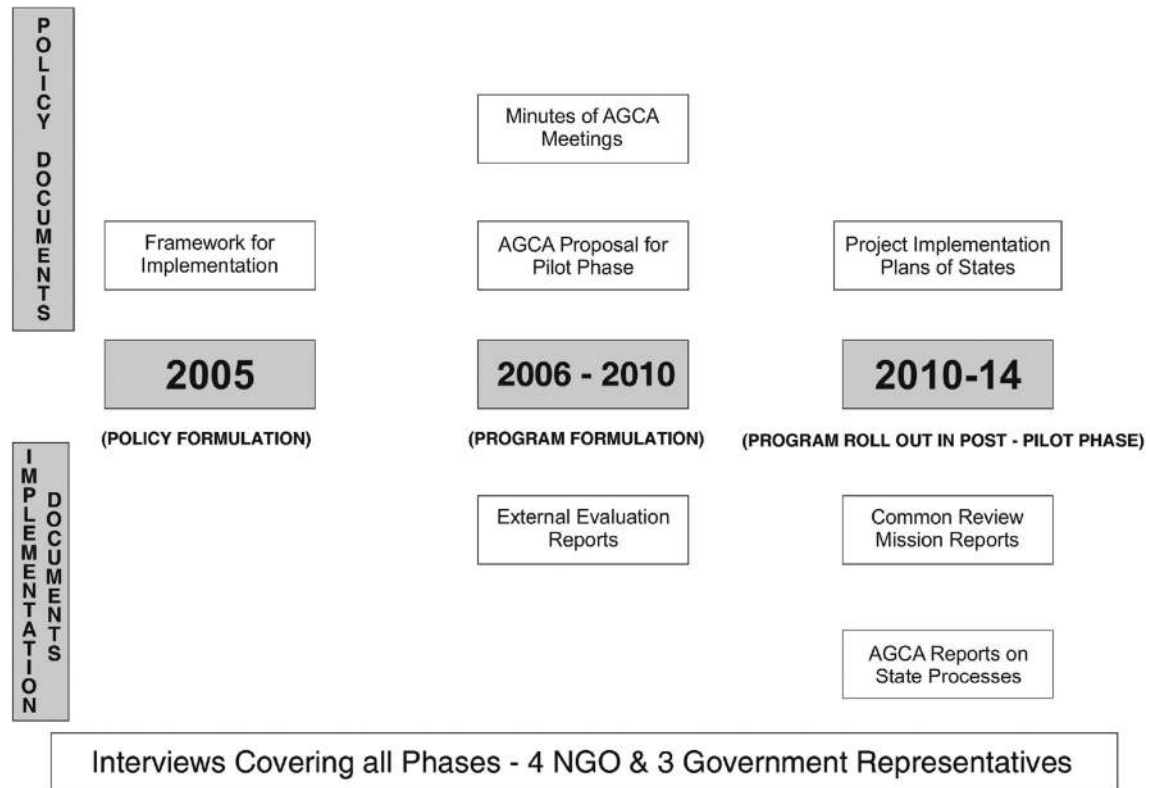 POLICY DOCUMENTS
Minutes of AGCA
Meetings
Framework for
Implementation
AGCA Proposal for
Pilot Phase
Project Implementation
Plans of States
2005
2006 - 2010
2010-14
(POLICY FORMULATION)
(PROGRAM FORMULATION)
(PROGRAM ROLL OUT IN POST - PILOT PHASE)
IMPLEMENTATION
DOCUMENTS
External Evaluation
Reports
Common Review
Mission Reports
AGCA Reports on
State Processes
Interviews Covering all Phases - 4 NGO & 3 Government Representatives